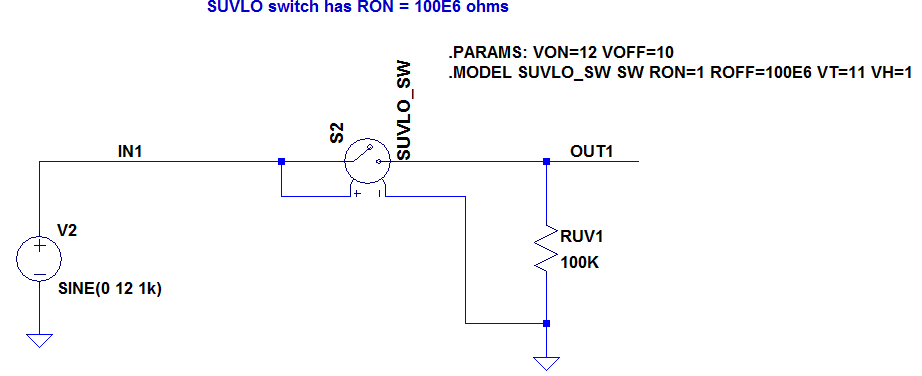 SUVLO switch has RON = 100E6 ohms
.PARAMS: VON=12 VOFF=10
.MODEL SUVLO_SW SW RON=1 ROFF=100E6 VT=11 VH=1
SUVLO_SW
S2
IN1
OUT1
V2
RUV1
100K
SINE(0 12 1k)